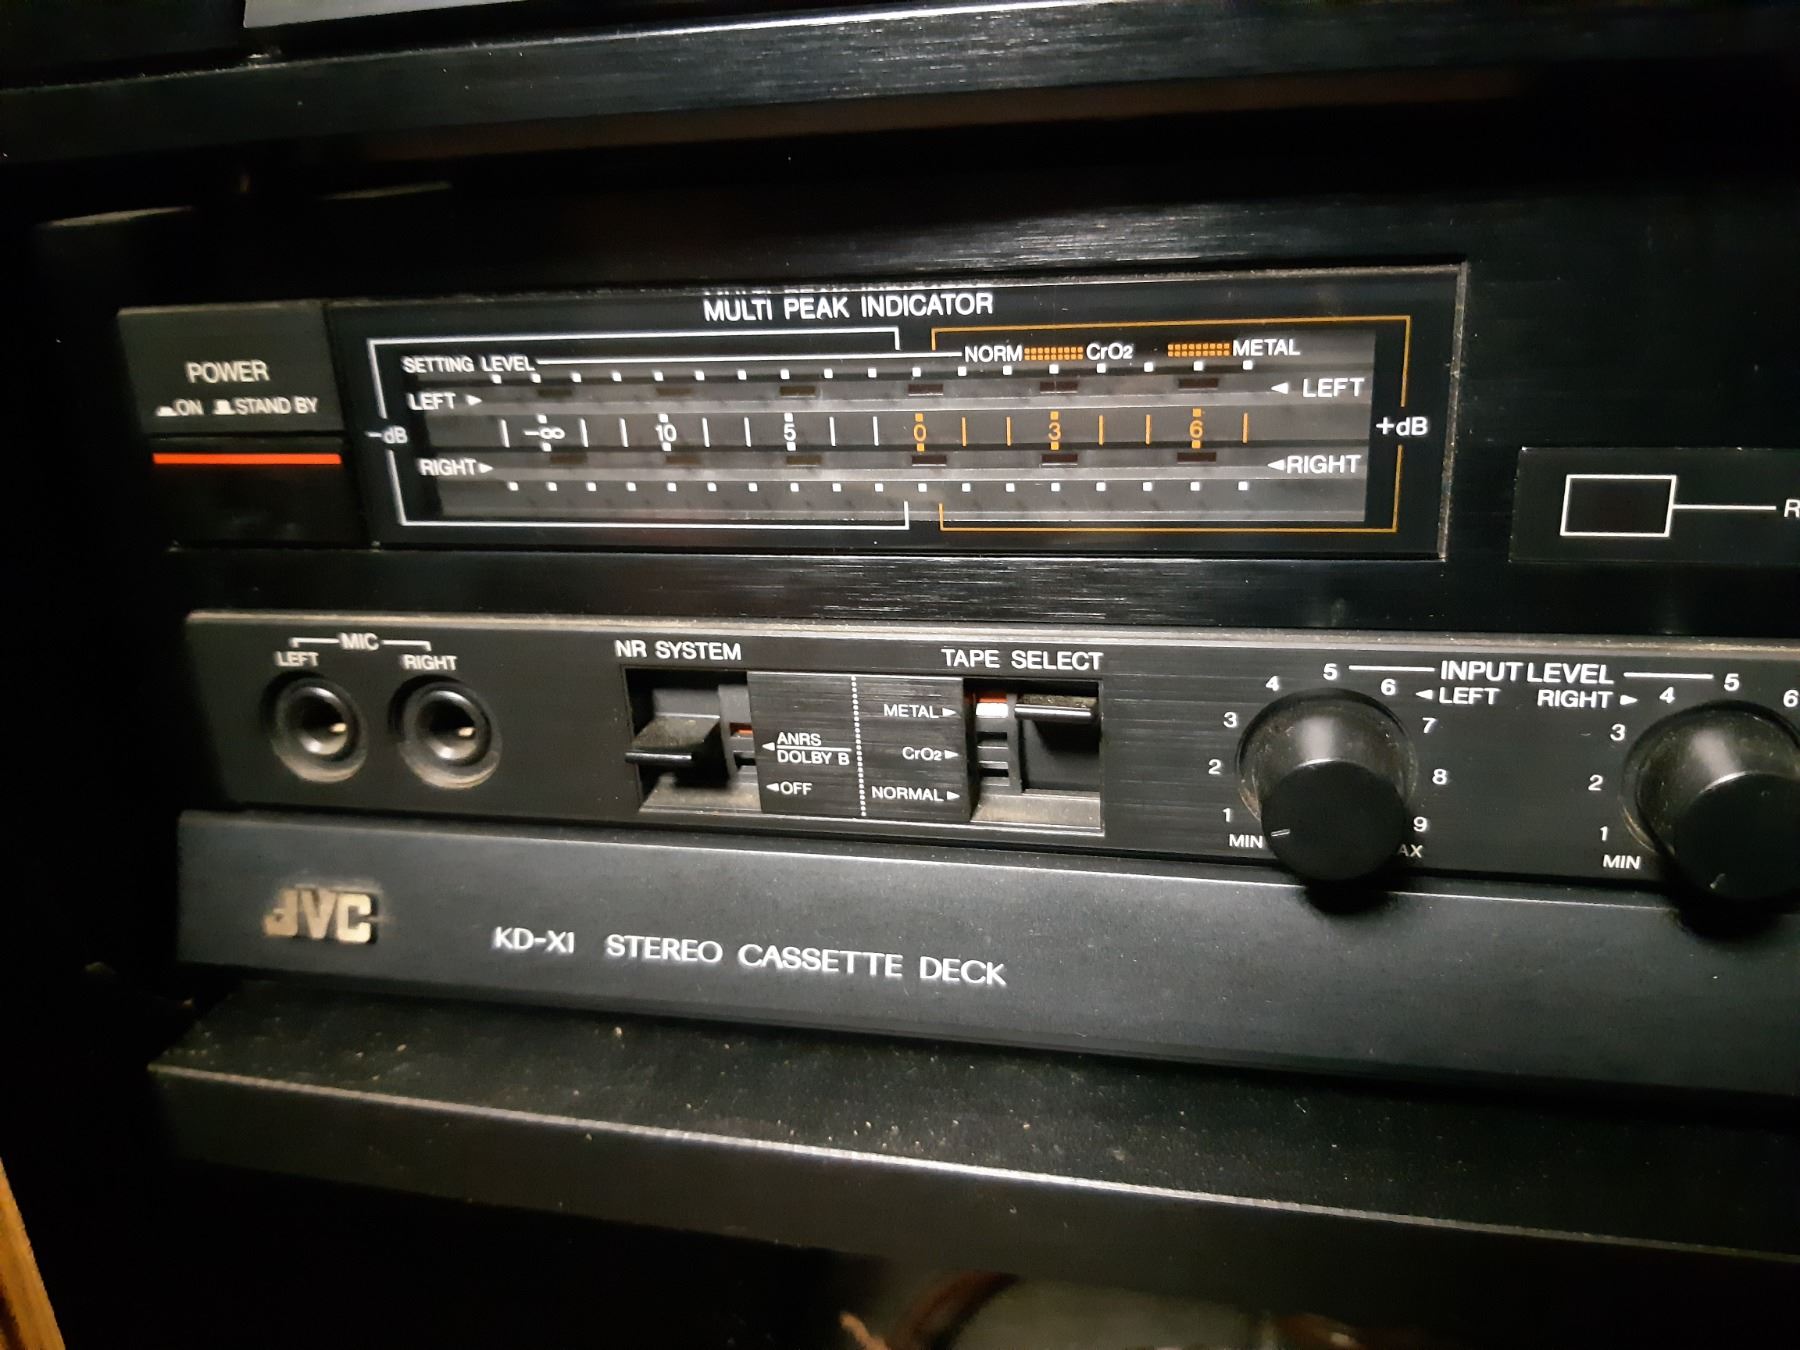 MULTI PEAK INDICATOR
POWER
ON STAND BY
SETTING LEVEL NORM CrO2 METAL
LEFT LEFT
-dB -∞ 10 5 0 3 6 +dB
RIGHT RIGHT
R
MIC
LEFT RIGHT
NR SYSTEM
ANRS
DOLBY B
OFF
TAPE SELECT
METAL
CrO2
NORMAL
INPUT LEVEL
LEFT RIGHT
MIN 1 2 3 4 5 6 7 8 9 AX
MIN 1 2 3 4 5 6
JVC
KD-X1 STEREO CASSETTE DECK